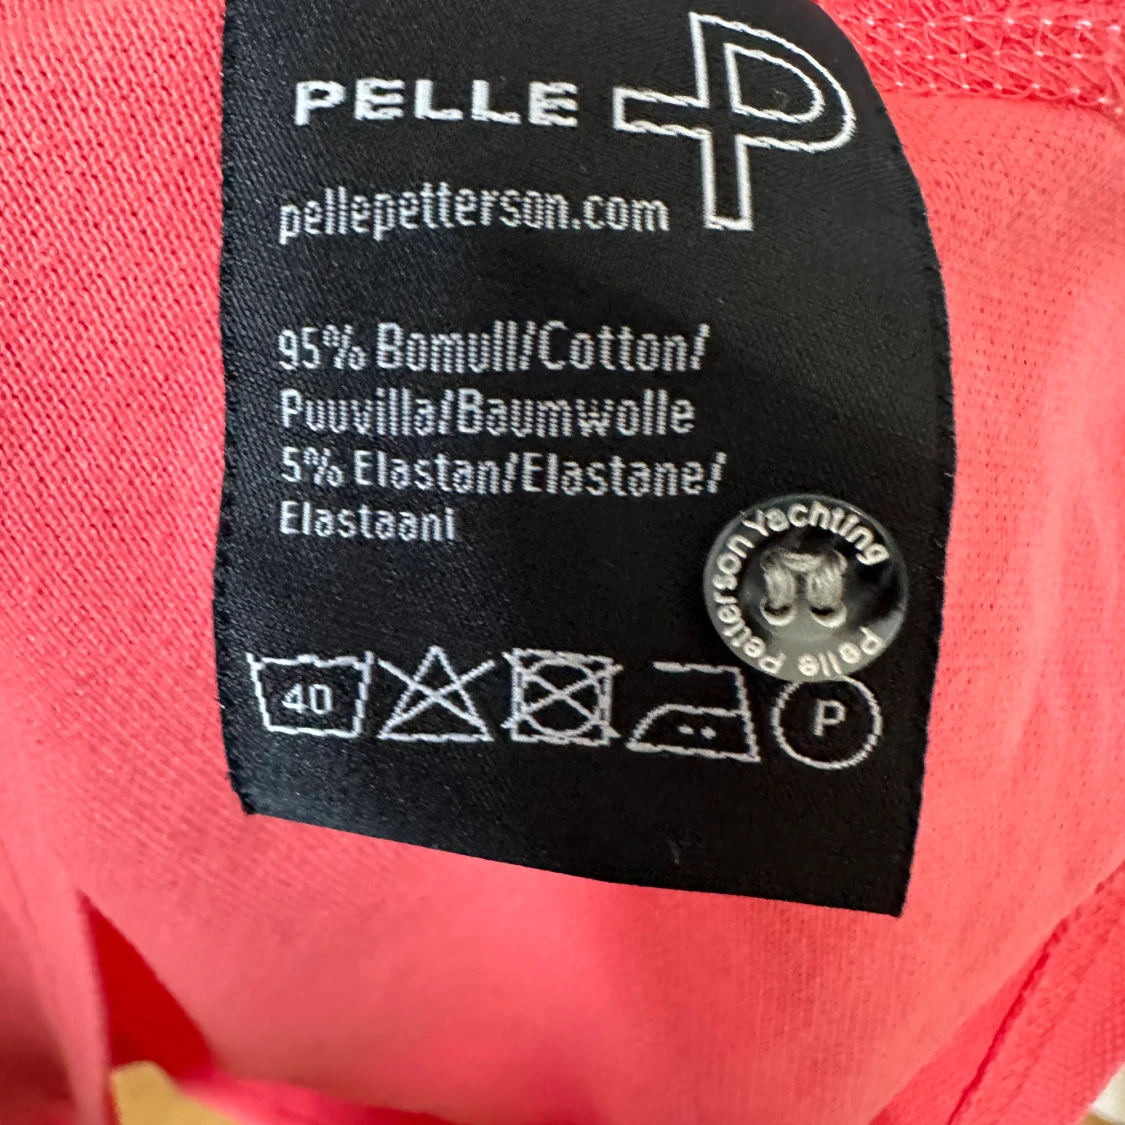 PELLE P
pellepetterson.com
95% Bomull/Cotton/
Puuvilla/Baumwolle
5% Elastan/Elastane/
Elastaani
Pelle Petterson Yachting
40
P